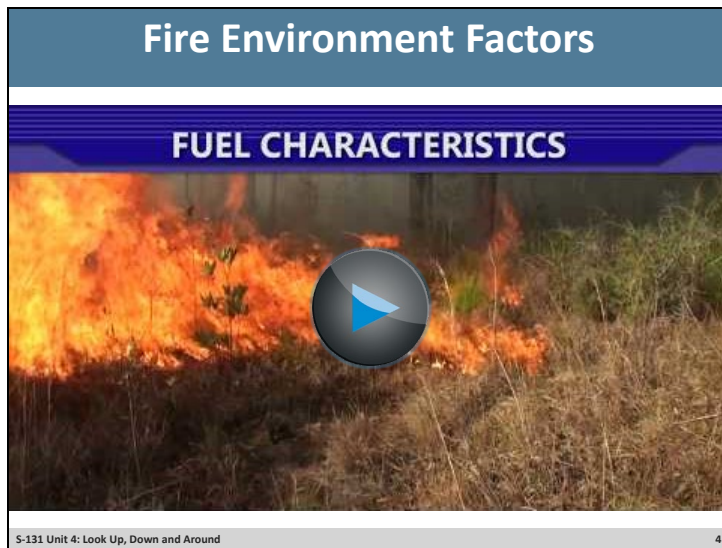 Fire Environment Factors
FUEL CHARACTERISTICS
S-131 Unit 4: Look Up, Down and Around 4